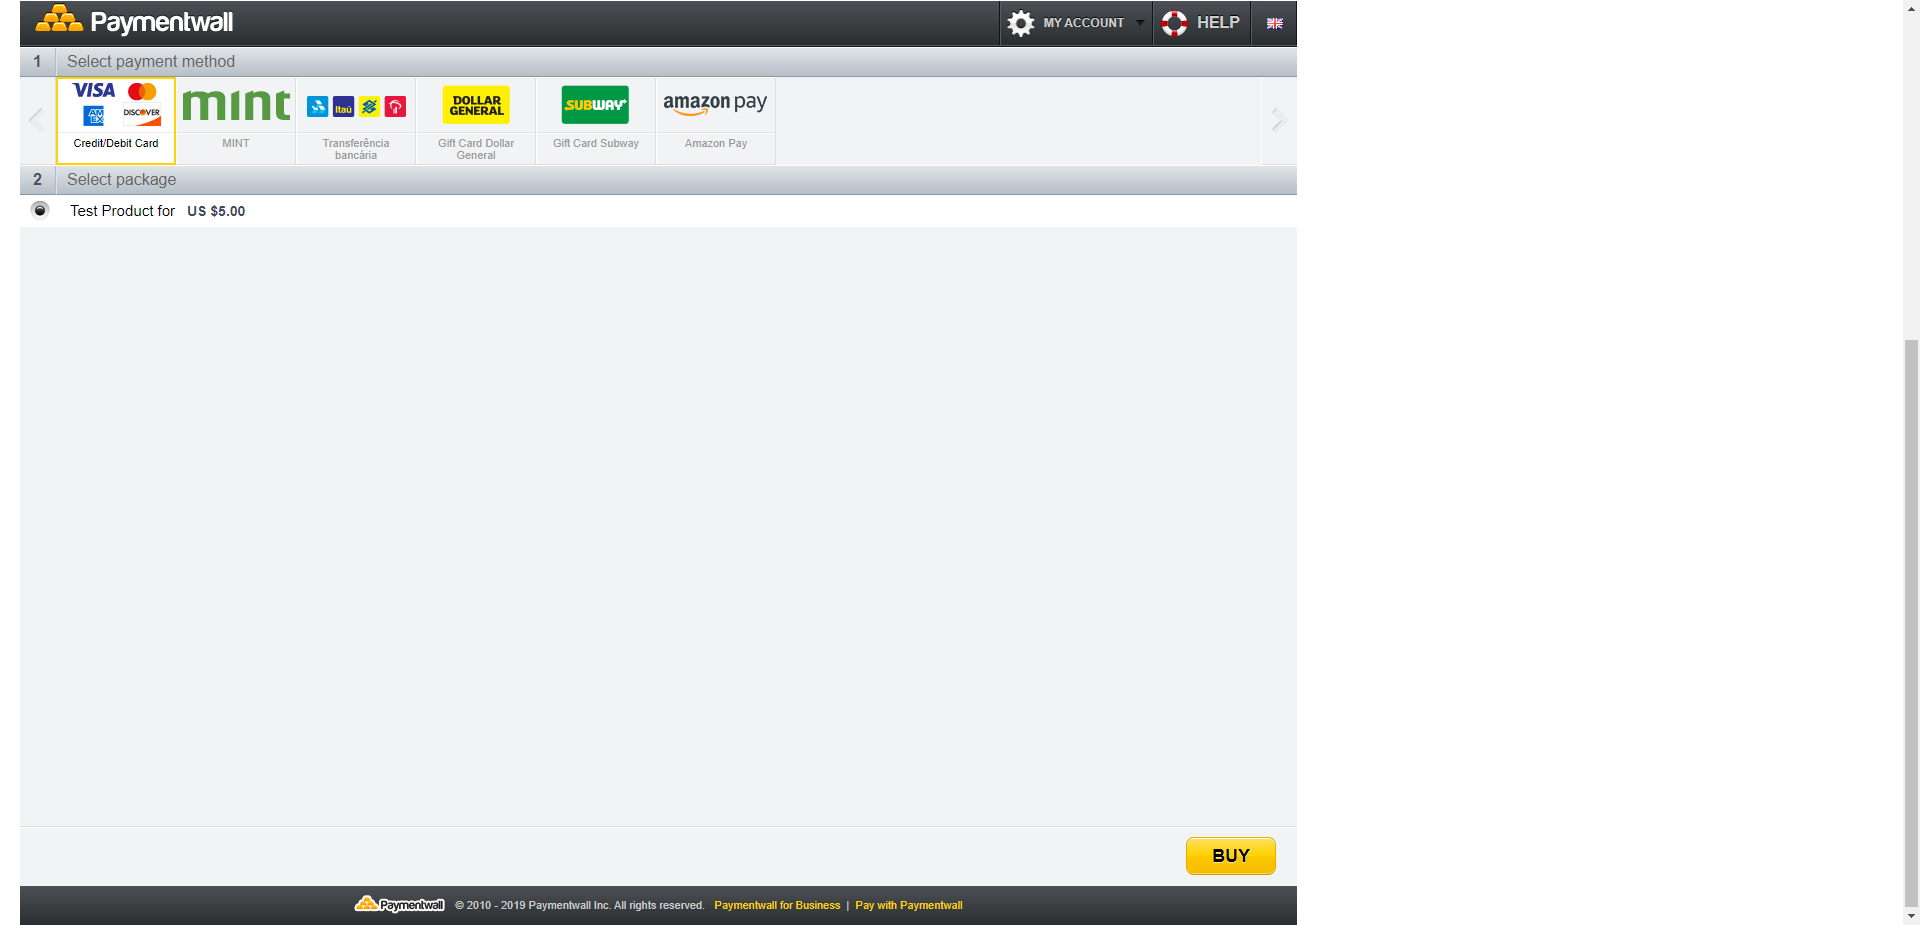 Paymentwall
MY ACCOUNT
HELP
1 Select payment method
VISA
AM
EX
DISCOVER
mint
Itaú
DOLLAR
GENERAL
SUBWAY
amazon pay
Credit/Debit Card
MINT
Transferência
bancária
Gift Card Dollar
General
Gift Card Subway
Amazon Pay
2 Select package
Test Product for US $5.00
BUY
Paymentwall © 2010 - 2019 Paymentwall Inc. All rights reserved. Paymentwall for Business | Pay with Paymentwall